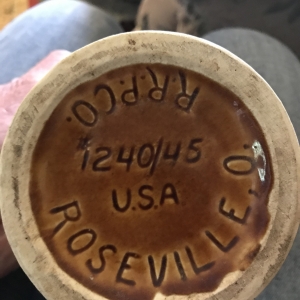 R.R.P.CO.
#1240/45
U.S.A
ROSEVILLE, O.